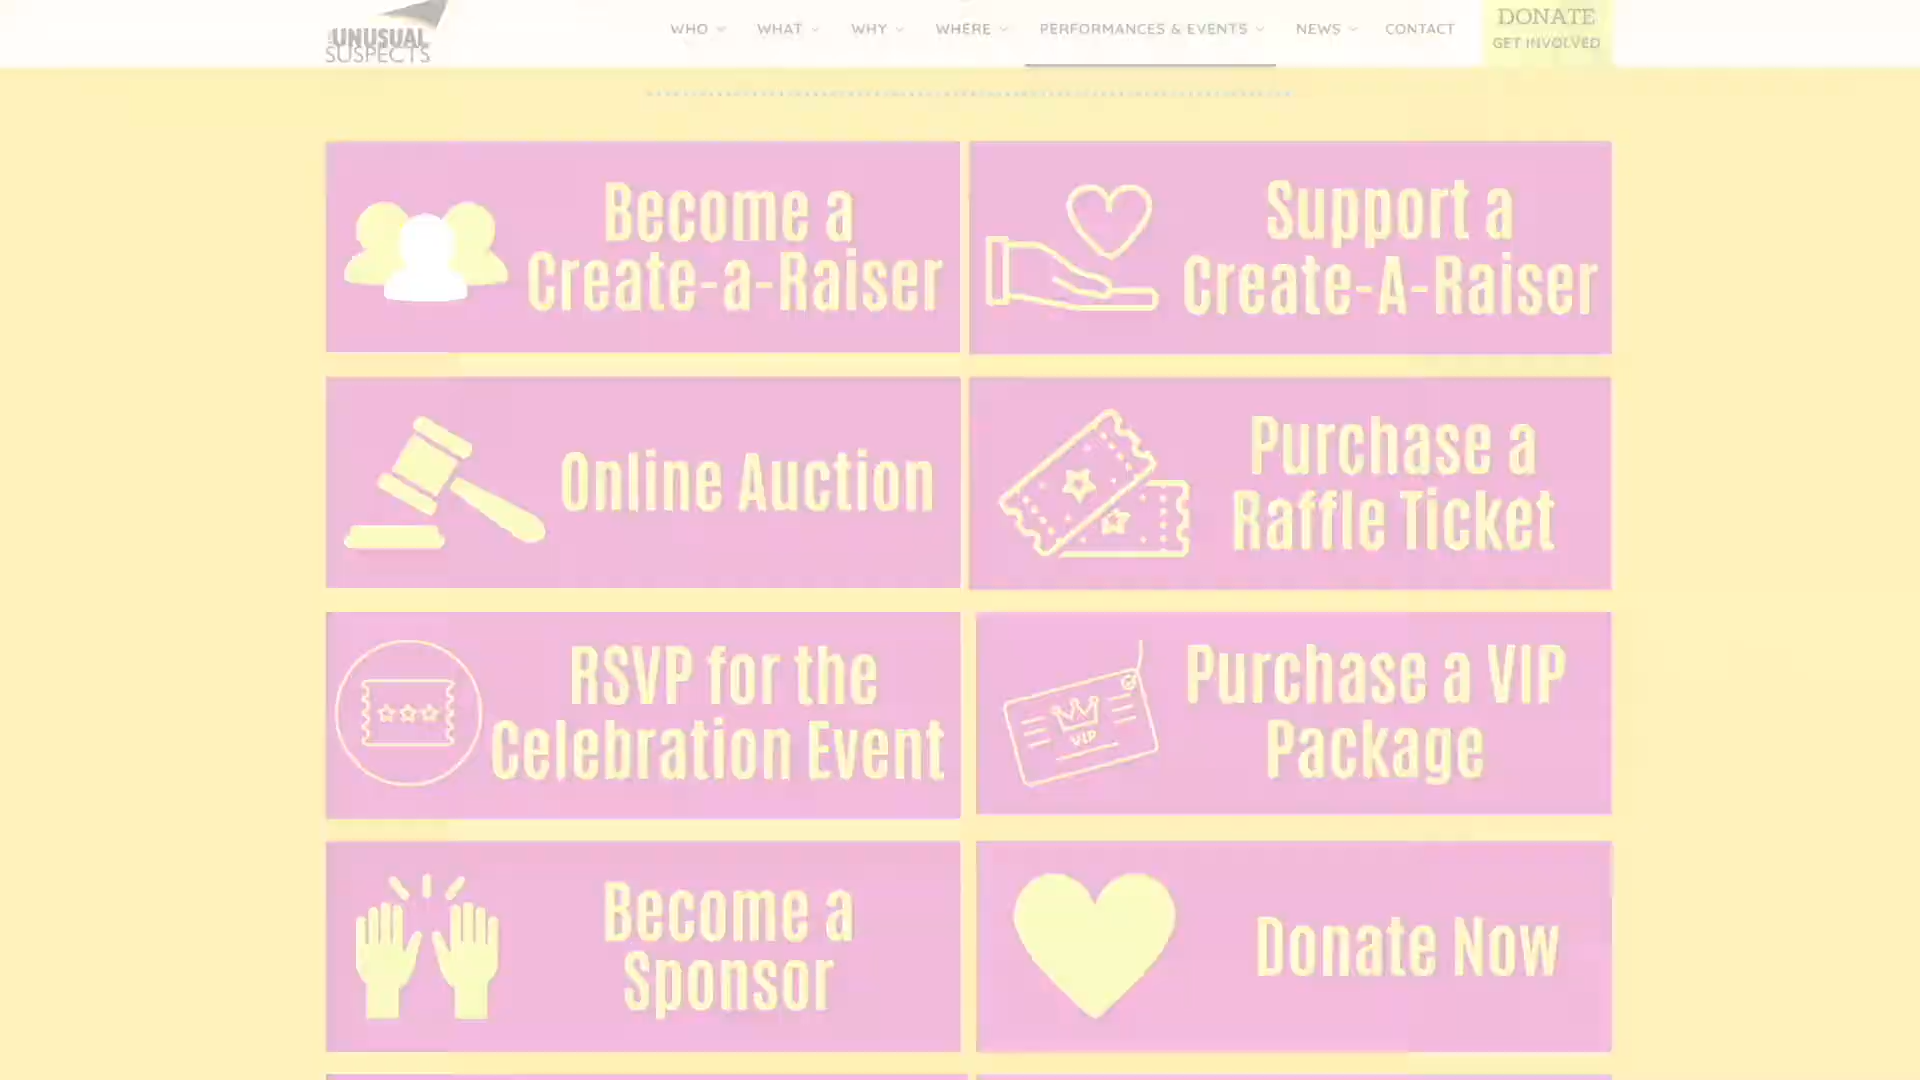 UNUSUAL
SUSPECTS
WHO
WHAT
WHY
WHERE
PERFORMANCES & EVENTS
NEWS
CONTACT
DONATE
GET INVOLVED
Become a
Create-a-Raiser
Support a
Create-A-Raiser
Online Auction
Purchase a
Raffle Ticket
RSVP for the
Celebration Event
VIP
Purchase a VIP
Package
Become a
Sponsor
Donate Now